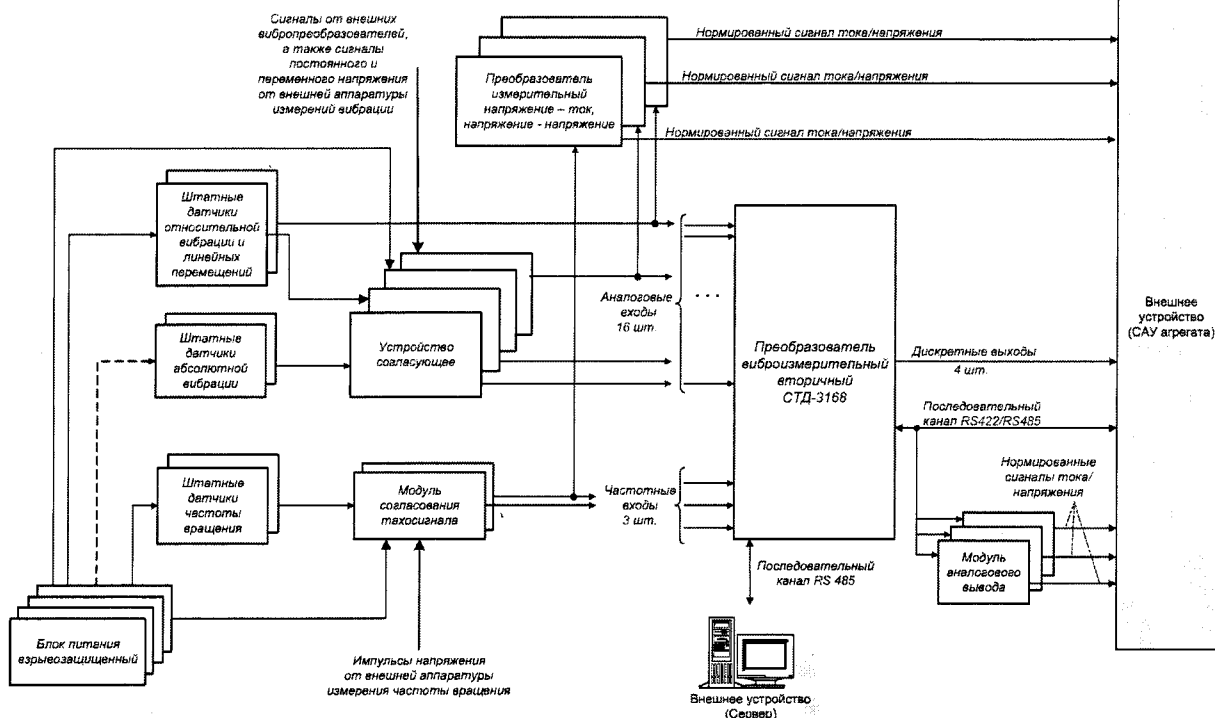 Сигналы от внешних
вибропреобразователей,
а также сигналы
постоянного и
переменного напряжения
от внешней аппаратуры
измерений вибрации
Преобразователь
измерительный
напряжение – ток,
напряжение - напряжение
Нормированный сигнал тока/напряжения
Нормированный сигнал тока/напряжения
Нормированный сигнал тока/напряжения
Штатные
датчики
относительной
вибрации и
линейных
перемещений
Штатные
датчики
абсолютной
вибрации
Устройство
согласующее
Аналоговые
входы
16 шт.
. . .
Преобразователь
виброизмерительный
вторичный
СТД-3168
Дискретные выходы
4 шт.
Внешнее
устройство
(САУ агрегата)
Последовательный
канал RS422/RS485
Нормированные
сигналы тока/
напряжения
Штатные
датчики
частоты
вращения
Модуль
согласования
тахосигнала
Частотные
входы
3 шт.
Модуль
аналогового
вывода
Последовательный
канал RS 485
Блок питания
взрывозащищенный
Импульсы напряжения
от внешней аппаратуры
измерения частоты вращения
Внешнее устройство
(Сервер)